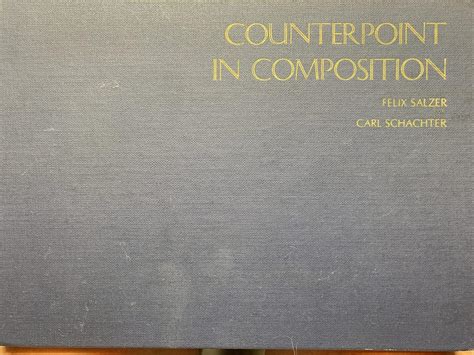 COUNTERPOINT
IN COMPOSITION
FELIX SALZER
CARL SCHACHTER